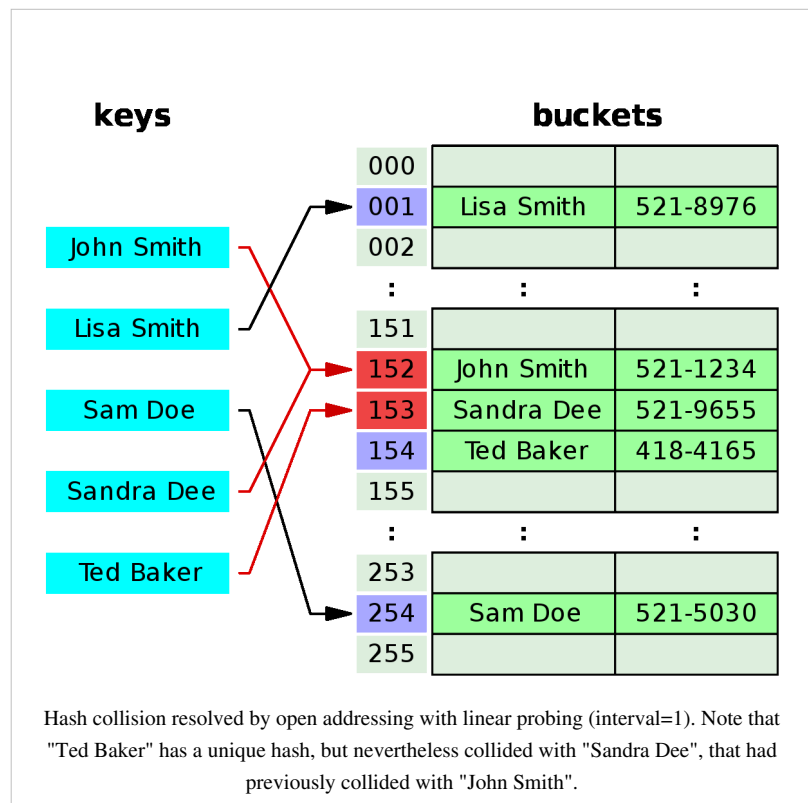 keys
buckets
000
001 Lisa Smith 521-8976
002
John Smith
: : :
Lisa Smith
151
152 John Smith 521-1234
Sam Doe
153 Sandra Dee 521-9655
154 Ted Baker 418-4165
Sandra Dee
155
: : :
Ted Baker
253
254 Sam Doe 521-5030
255
Hash collision resolved by open addressing with linear probing (interval=1). Note that
"Ted Baker" has a unique hash, but nevertheless collided with "Sandra Dee", that had
previously collided with "John Smith".